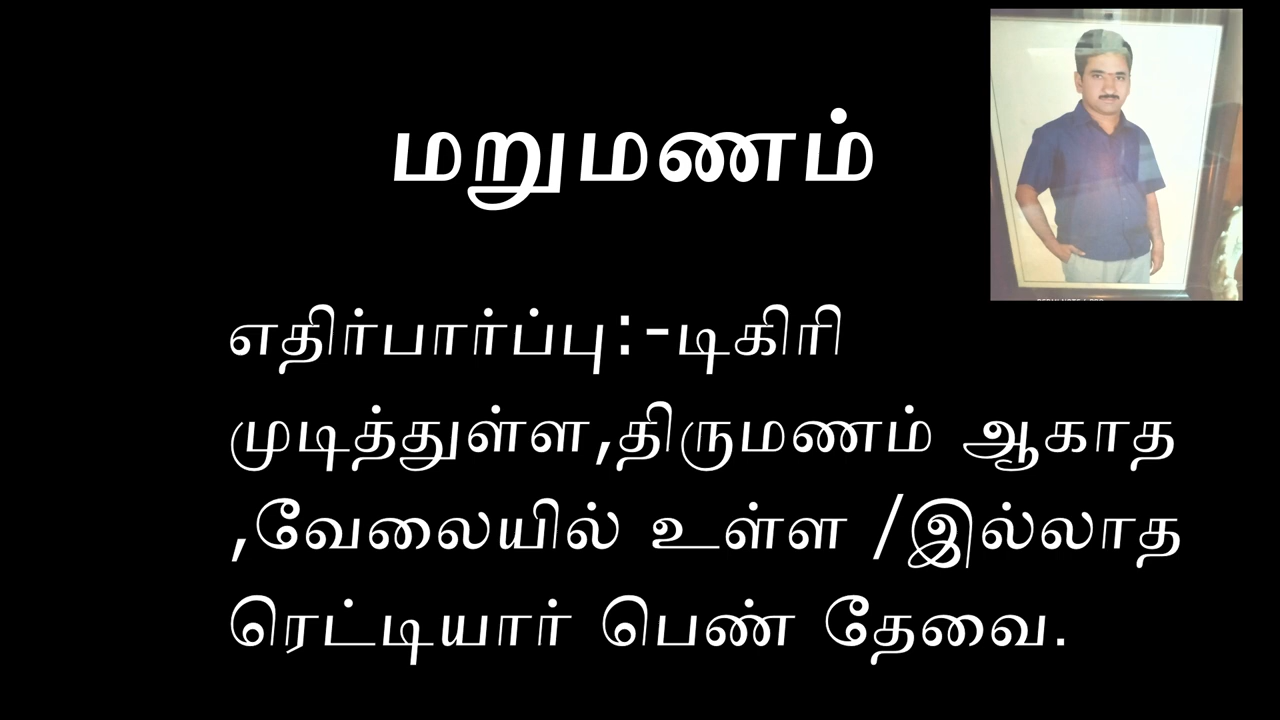 மறுமணம்
எதிர்பார்ப்பு:-டிகிரி
முடித்துள்ள,திருமணம் ஆகாத
,வேலையில் உள்ள /இல்லாத
ரெட்டியார் பெண் தேவை.